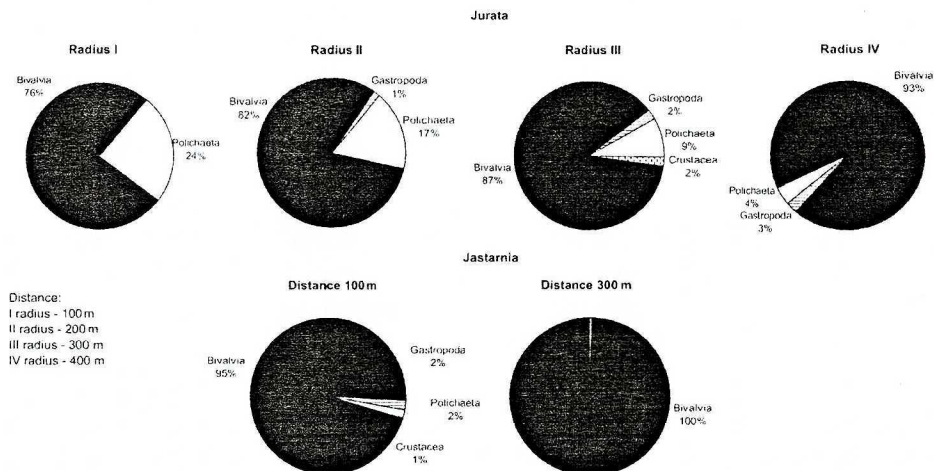 Jurata
Radius I
Bivalvia
76%
Polichaeta
24%
Radius II
Gastropoda
1%
Bivalvia
82%
Polichaeta
17%
Radius III
Gastropoda
2%
Polichaeta
9%
Crustacea
2%
Bivalvia
87%
Radius IV
Bivalvia
93%
Polichaeta
4%
Gastropoda
3%
Jastarnia
Distance:
I radius - 100m
II radius - 200 m
III radius - 300 m
IV radius - 400 m
Distance 100m
Bivalvia
95%
Gastropoda
2%
Polichaeta
2%
Crustacea
1%
Distance 300 m
Bivalvia
100%